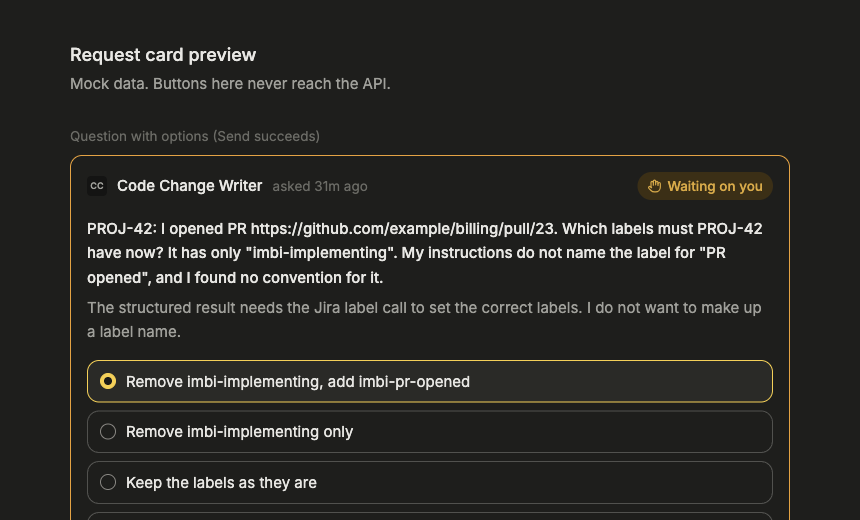 Request card preview
Mock data. Buttons here never reach the API.
Question with options (Send succeeds)
CC Code Change Writer asked 31m ago Waiting on you
PROJ-42: I opened PR https://github.com/example/billing/pull/23. Which labels must PROJ-42
have now? It has only "imbi-implementing". My instructions do not name the label for "PR
opened", and I found no convention for it.
The structured result needs the Jira label call to set the correct labels. I do not want to make up
a label name.
Remove imbi-implementing, add imbi-pr-opened
Remove imbi-implementing only
Keep the labels as they are